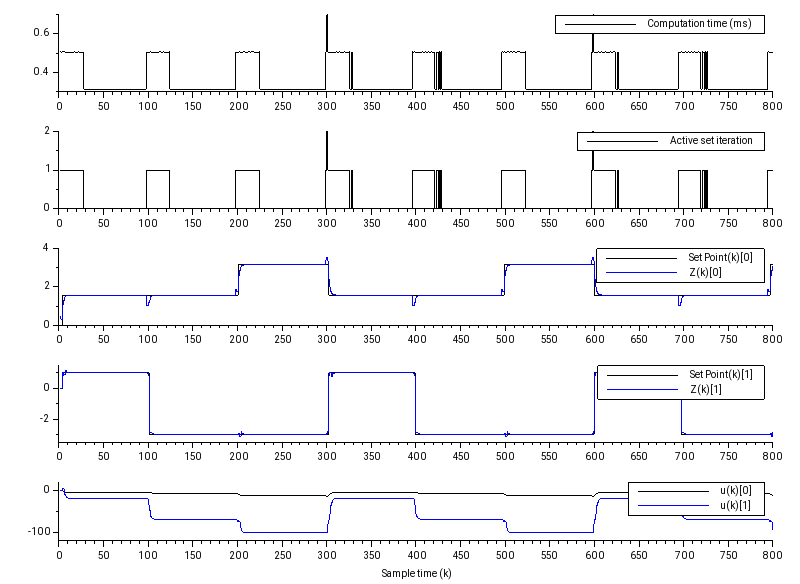 0.6
0.4
Computation time (ms)
0 50 100 150 200 250 300 350 400 450 500 550 600 650 700 750 800
2
1
0
Active set iteration
0 50 100 150 200 250 300 350 400 450 500 550 600 650 700 750 800
4
2
0
Set Point(k)[0]
Z(k)[0]
0 50 100 150 200 250 300 350 400 450 500 550 600 650 700 750 800
0
-2
Set Point(k)[1]
Z(k)[1]
0 50 100 150 200 250 300 350 400 450 500 550 600 650 700 750 800
0
-100
u(k)[0]
u(k)[1]
0 50 100 150 200 250 300 350 400 450 500 550 600 650 700 750 800
Sample time (k)